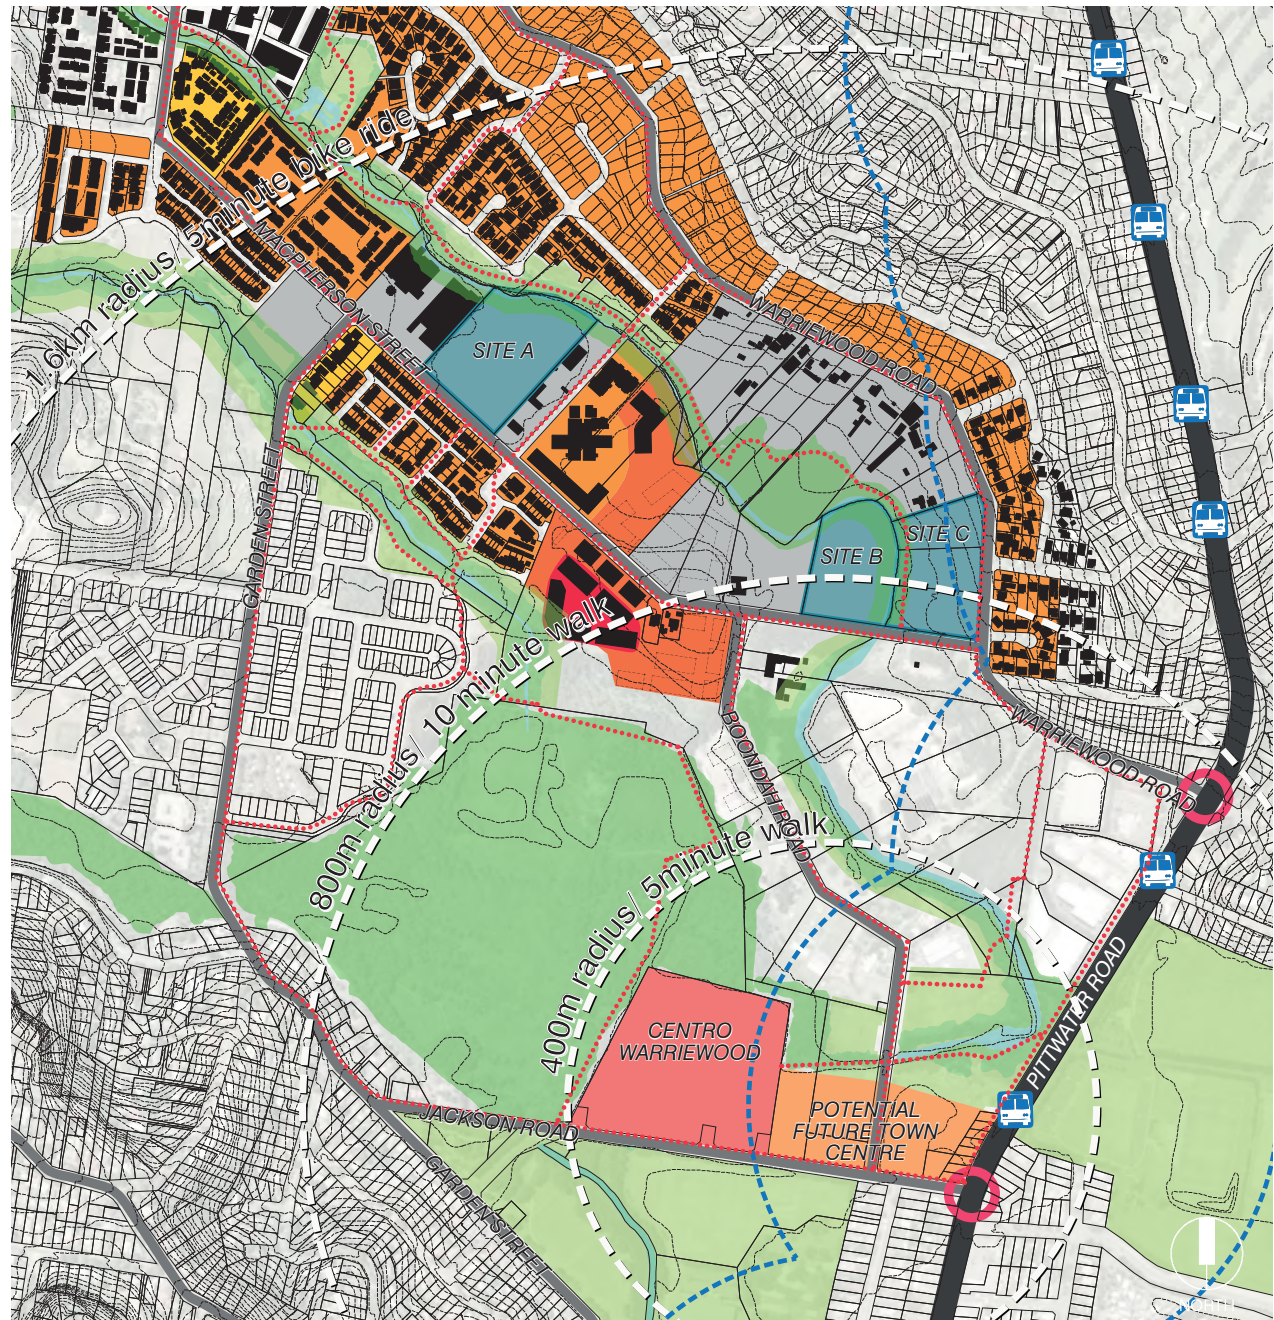 5minute bike ride
1.6km radius
MACPHERSON STREET
WARRIEWOOD ROAD
SITE A
GARDEN STREET
SITE C
SITE B
800m radius/ 10 minute walk
WARRIEWOOD ROAD
BOONDAH ROAD
400m radius/ 5minute walk
PITTWATER ROAD
CENTRO
WARRIEWOOD
POTENTIAL
FUTURE TOWN
CENTRE
JACKSON ROAD
GARDEN STREET
NORTH